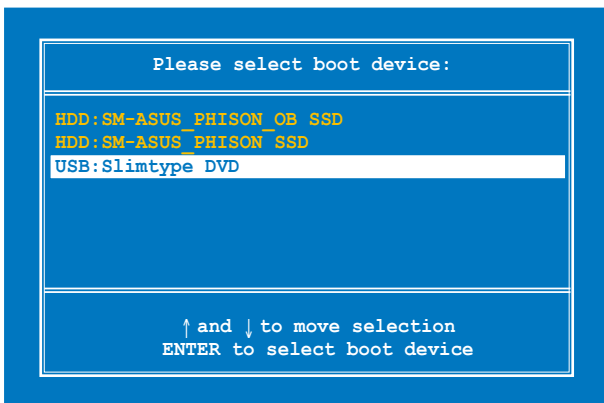 Please select boot device:
HDD:SM-ASUS_PHISON_OB SSD
HDD:SM-ASUS_PHISON SSD
USB:Slimtype DVD
↑ and ↓ to move selection
ENTER to select boot device